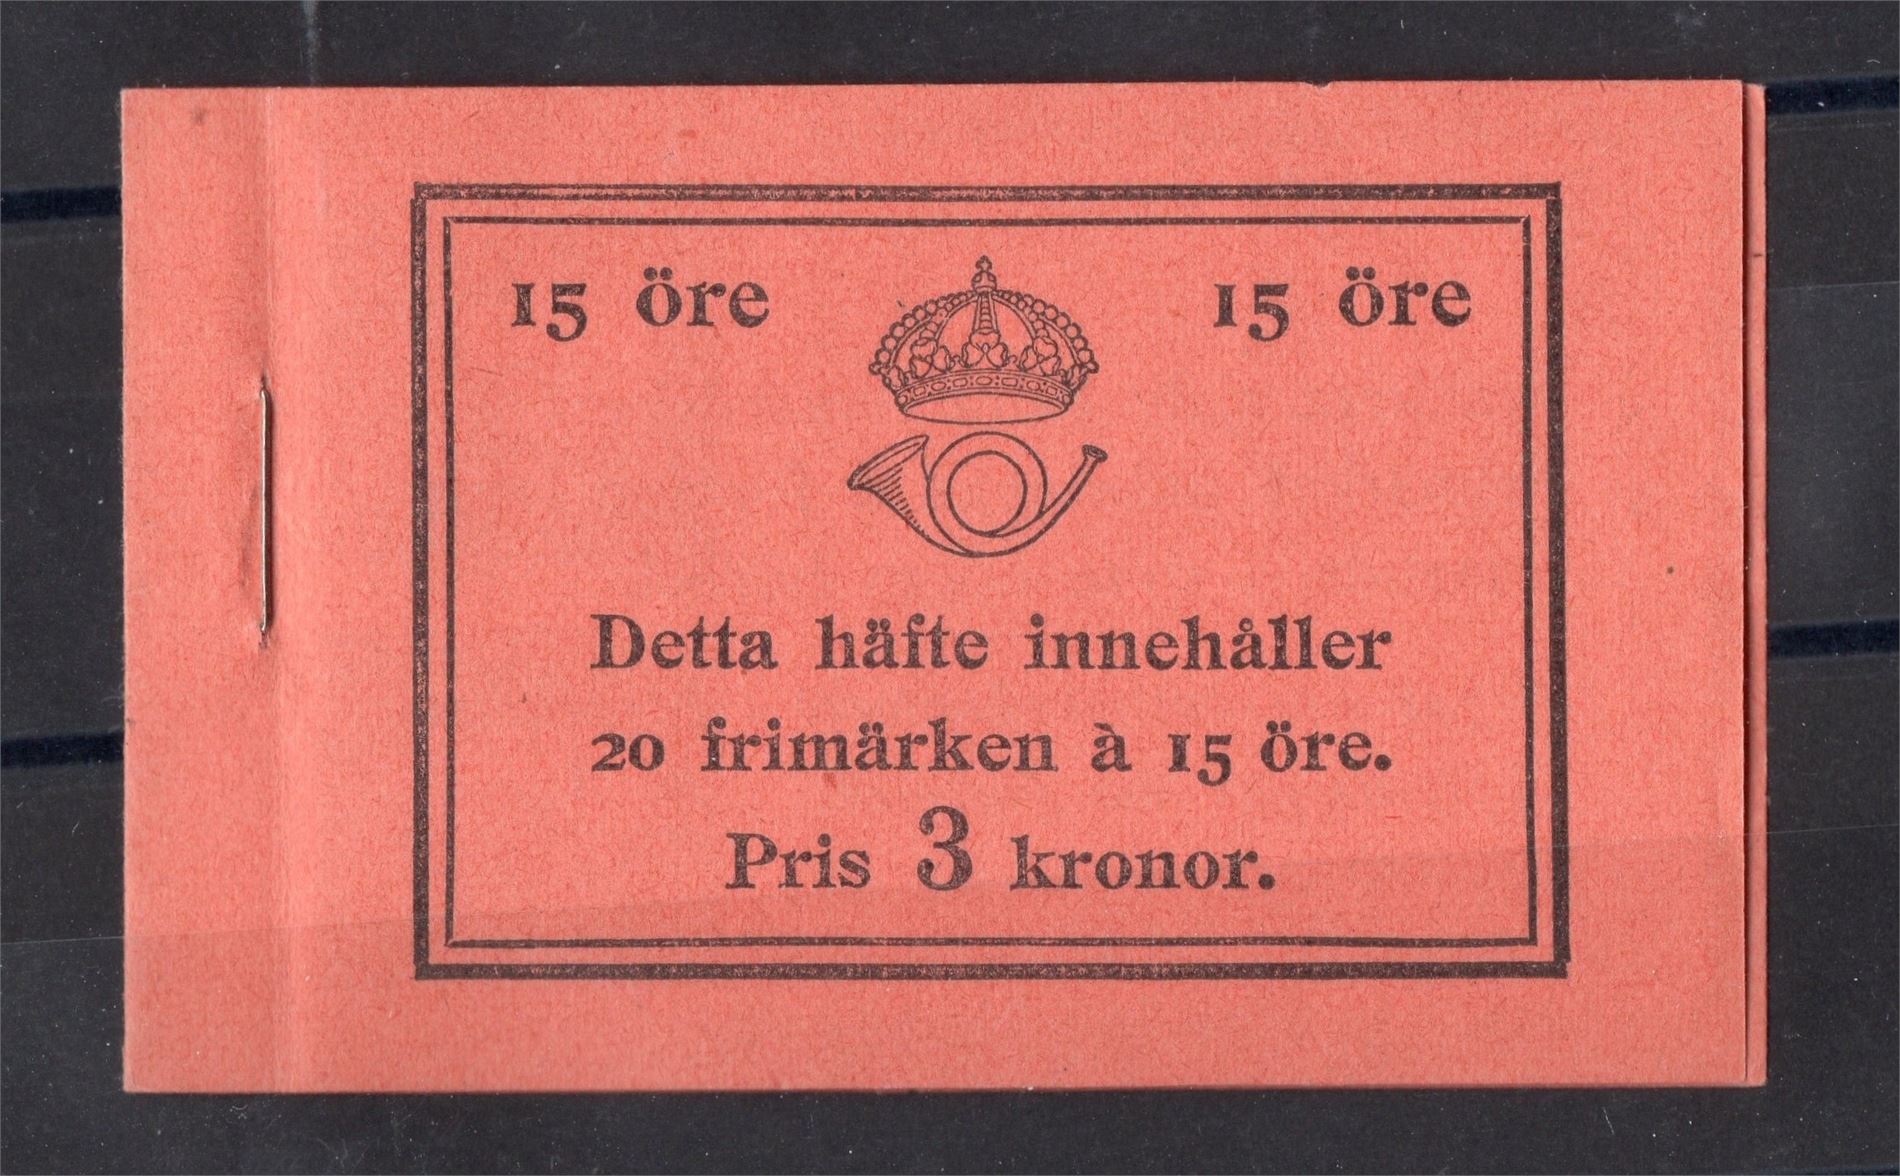 15 öre 15 öre
Detta häfte innehåller
20 frimärken à 15 öre.
Pris 3 kronor.